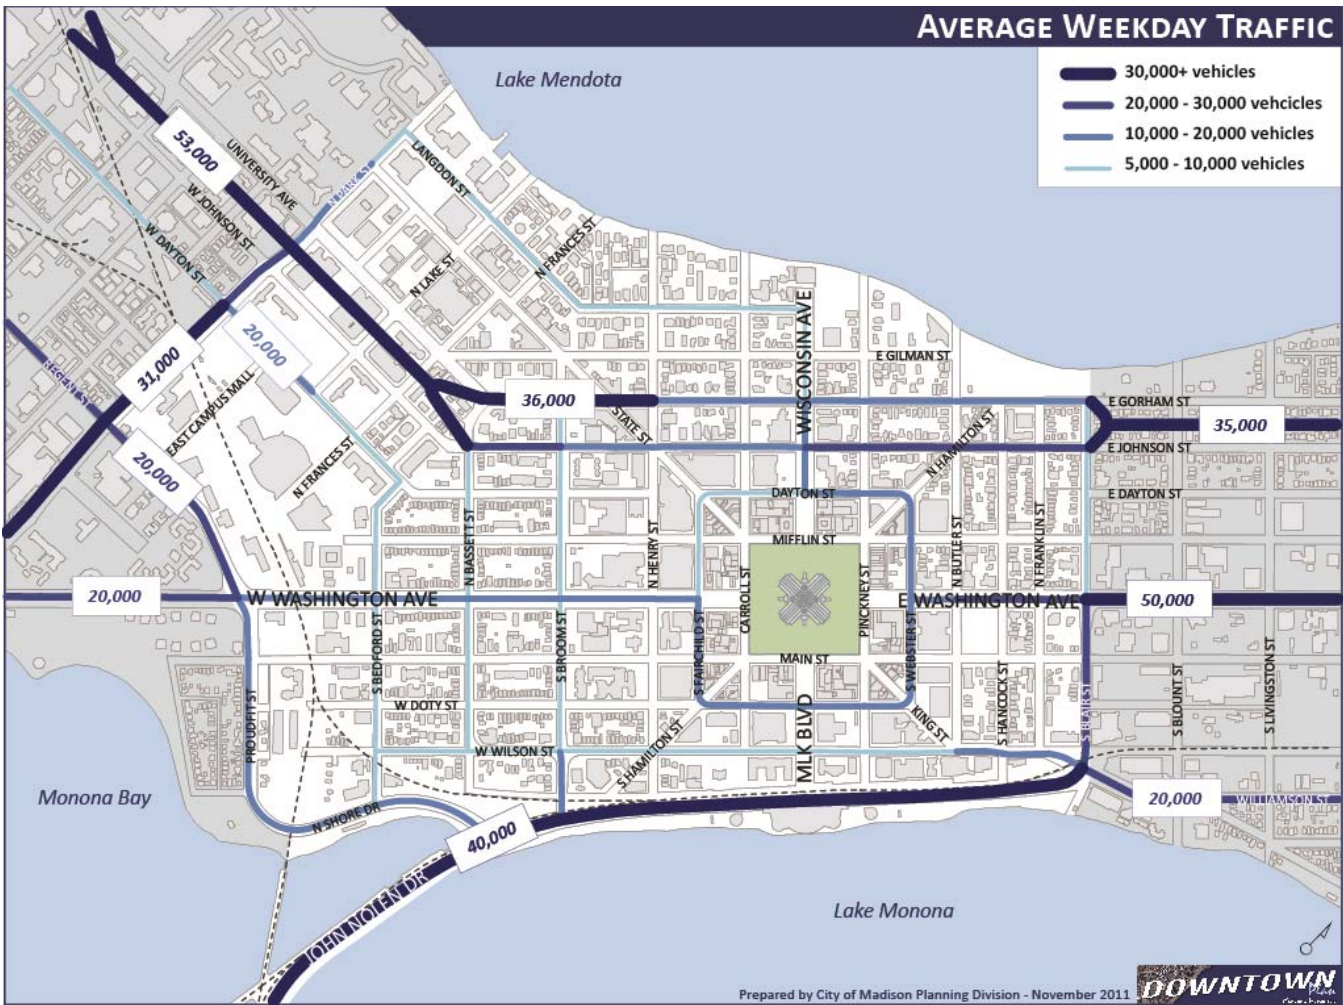 AVERAGE WEEKDAY TRAFFIC
30,000+ vehicles
20,000 - 30,000 vehcicles
10,000 - 20,000 vehicles
5,000 - 10,000 vehicles
Lake Mendota
53,000
UNIVERSITY AVE
W JOHNSON ST
W DAYTON ST
N PARK ST
LANGDON ST
N LAKE ST
N FRANCES ST
WISCONSIN AVE
31,000
20,000
REGENT ST
EAST CAMPUS MALL
20,000
N FRANCES ST
36,000
STATE ST
E GILMAN ST
N HAMILTON ST
E GORHAM ST
35,000
E JOHNSON ST
DAYTON ST
E DAYTON ST
N BASSETT ST
N HENRY ST
MIFFLIN ST
N BUTLER ST
N FRANKLIN ST
CARROLL ST
PINCKNEY ST
20,000
W WASHINGTON AVE
E WASHINGTON AVE
50,000
S BEDFORD ST
S BROOM ST
S FAIRCHILD ST
S WEBSTER ST
MAIN ST
PROUDFIT ST
W DOTY ST
W WILSON ST
S HAMILTON ST
MLK BLVD
KING ST
S HANCOCK ST
S BLAIR ST
S BLOUNT ST
S LIVINGSTON ST
Monona Bay
N SHORE DR
40,000
20,000
WILLIAMSON ST
JOHN NOLEN DR
Lake Monona
Prepared by City of Madison Planning Division - November 2011
DOWNTOWN
Plan